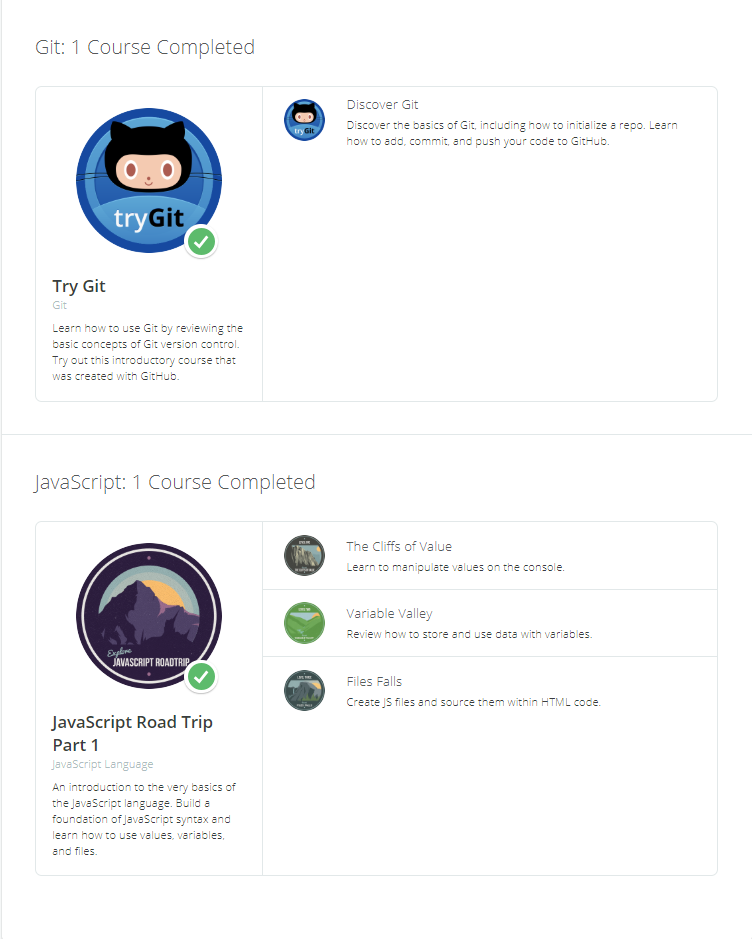 Git: 1 Course Completed
tryGit
Try Git
Git
Learn how to use Git by reviewing the
basic concepts of Git version control.
Try out this introductory course that
was created with GitHub.
tryGit
Discover Git
Discover the basics of Git, including how to initialize a repo. Learn
how to add, commit, and push your code to GitHub.
JavaScript: 1 Course Completed
Explore
JAVASCRIPT ROADTRIP
JavaScript Road Trip
Part 1
JavaScript Language
An introduction to the very basics of
the JavaScript language. Build a
foundation of JavaScript syntax and
learn how to use values, variables,
and files.
The Cliffs of Value
Learn to manipulate values on the console.
Variable Valley
Review how to store and use data with variables.
Files Falls
Create JS files and source them within HTML code.